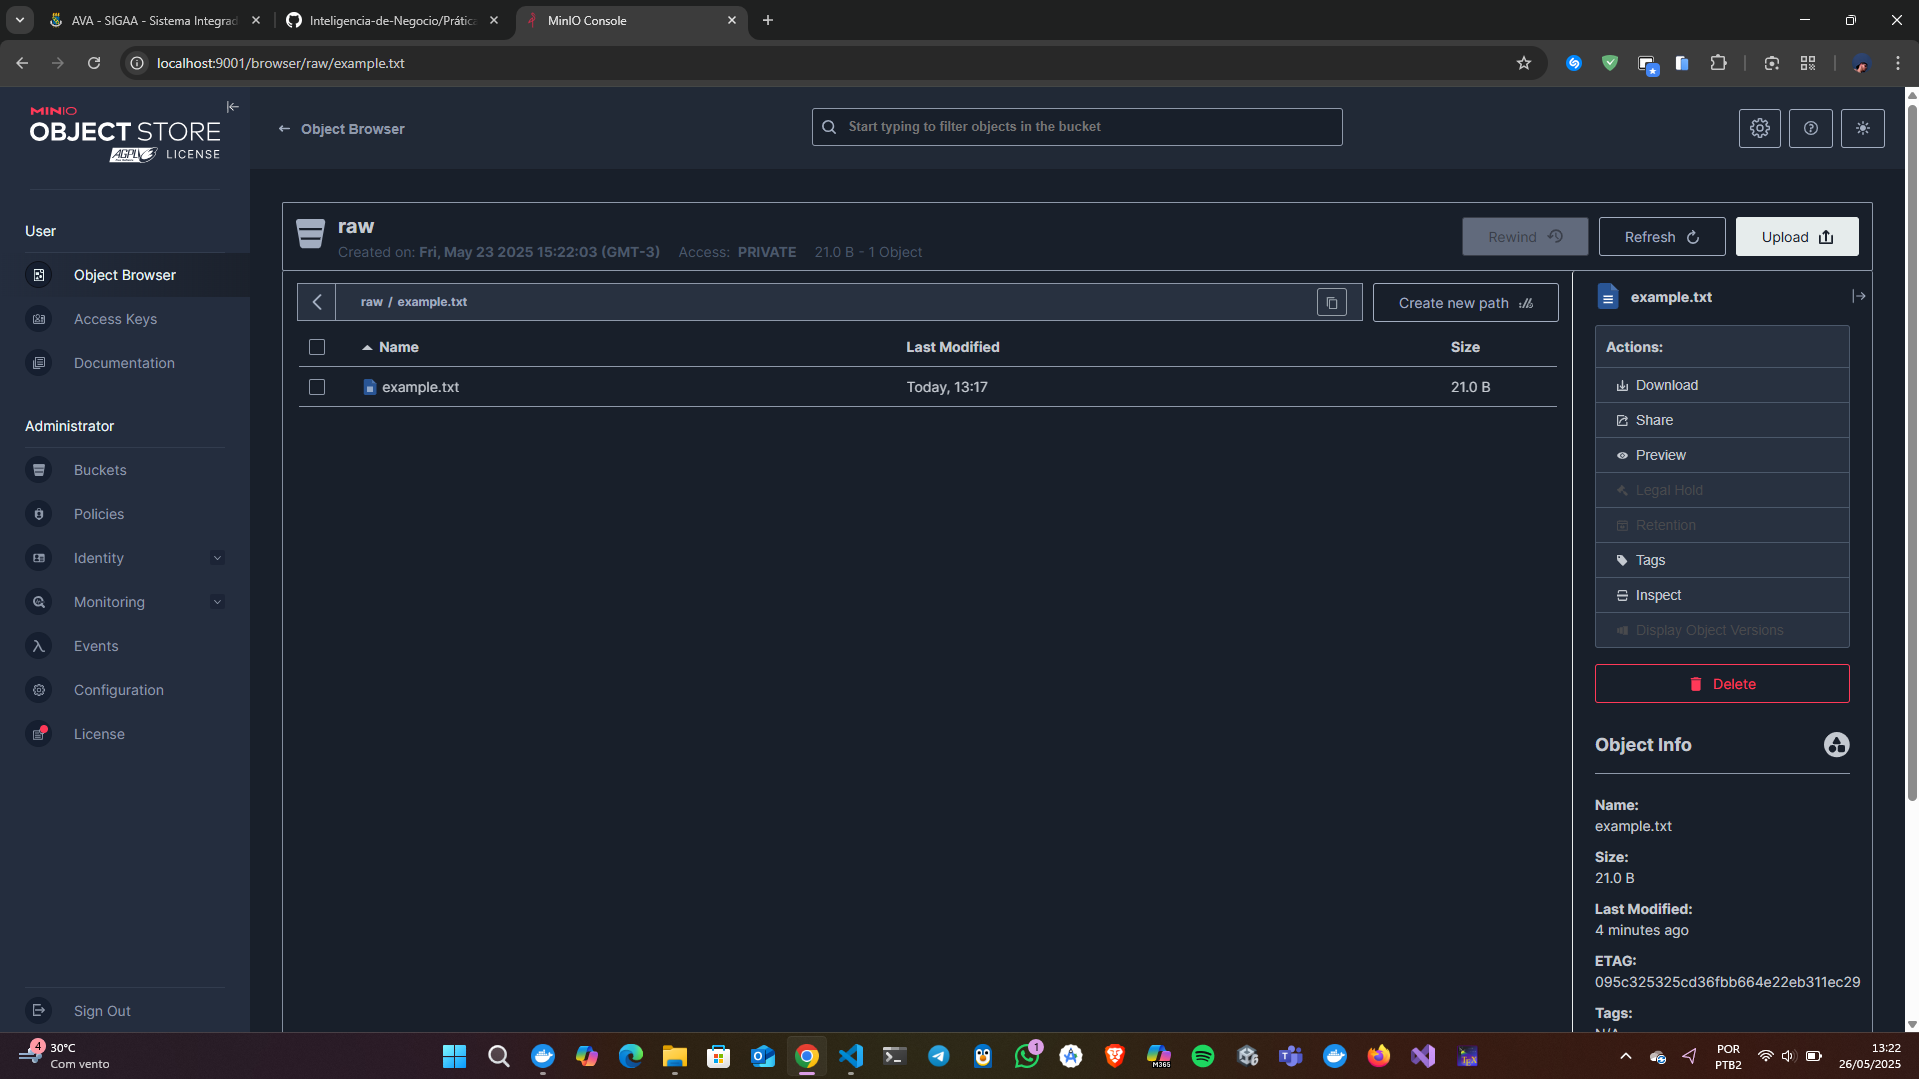 AVA - SIGAA - Sistema Integrad
Inteligencia-de-Negocio/Prátic
MinIO Console
localhost:9001/browser/raw/example.txt
MINIO
OBJECT STORE
AGPLv3 LICENSE
Object Browser
Start typing to filter objects in the bucket
User
Object Browser
Access Keys
Documentation
Administrator
Buckets
Policies
Identity
Monitoring
Events
Configuration
License
Sign Out
raw
Created on: Fri, May 23 2025 15:22:03 (GMT-3) Access: PRIVATE 21.0 B - 1 Object
Rewind
Refresh
Upload
raw / example.txt
Create new path
Name Last Modified Size
example.txt Today, 13:17 21.0 B
example.txt
Actions:
Download
Share
Preview
Legal Hold
Retention
Tags
Inspect
Display Object Versions
Delete
Object Info
Name:
example.txt
Size:
21.0 B
Last Modified:
4 minutes ago
ETAG:
095c325325cd36fbb664e22eb311ec29
Tags:
N/A
4
30°C
Com vento
1
M365
POR
PTB2
13:22
26/05/2025